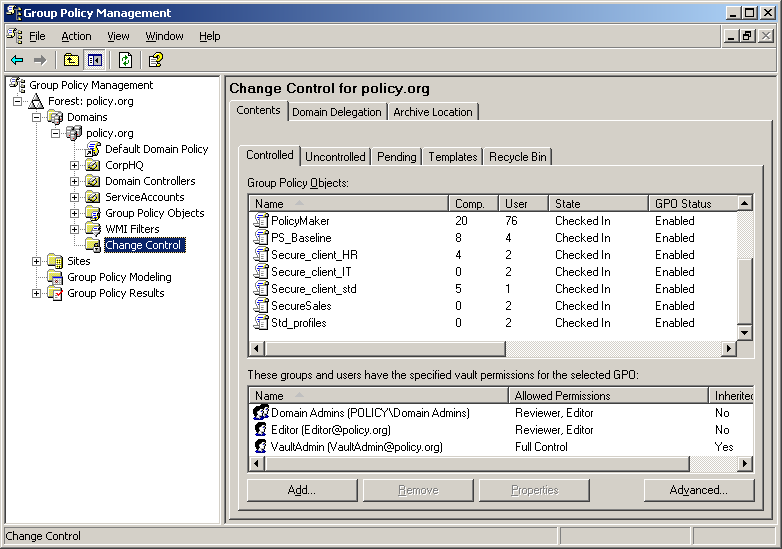 Group Policy Management
File Action View Window Help
Group Policy Management
Forest: policy.org
Domains
policy.org
Default Domain Policy
CorpHQ
Domain Controllers
ServiceAccounts
Group Policy Objects
WMI Filters
Change Control
Sites
Group Policy Modeling
Group Policy Results
Change Control for policy.org
Contents Domain Delegation Archive Location
Controlled Uncontrolled Pending Templates Recycle Bin
Group Policy Objects:
Name Comp. User State GPO Status
PolicyMaker 20 76 Checked In Enabled
PS_Baseline 8 4 Checked In Enabled
Secure_client_HR 4 2 Checked In Enabled
Secure_client_IT 0 2 Checked In Enabled
Secure_client_std 5 1 Checked In Enabled
SecureSales 0 2 Checked In Enabled
Std_profiles 0 2 Checked In Enabled
These groups and users have the specified vault permissions for the selected GPO:
Name Allowed Permissions Inherited
Domain Admins (POLICY\Domain Admins) Reviewer, Editor No
Editor (Editor@policy.org) Reviewer, Editor No
VaultAdmin (VaultAdmin@policy.org) Full Control Yes
Add... Remove Properties Advanced...
Change Control